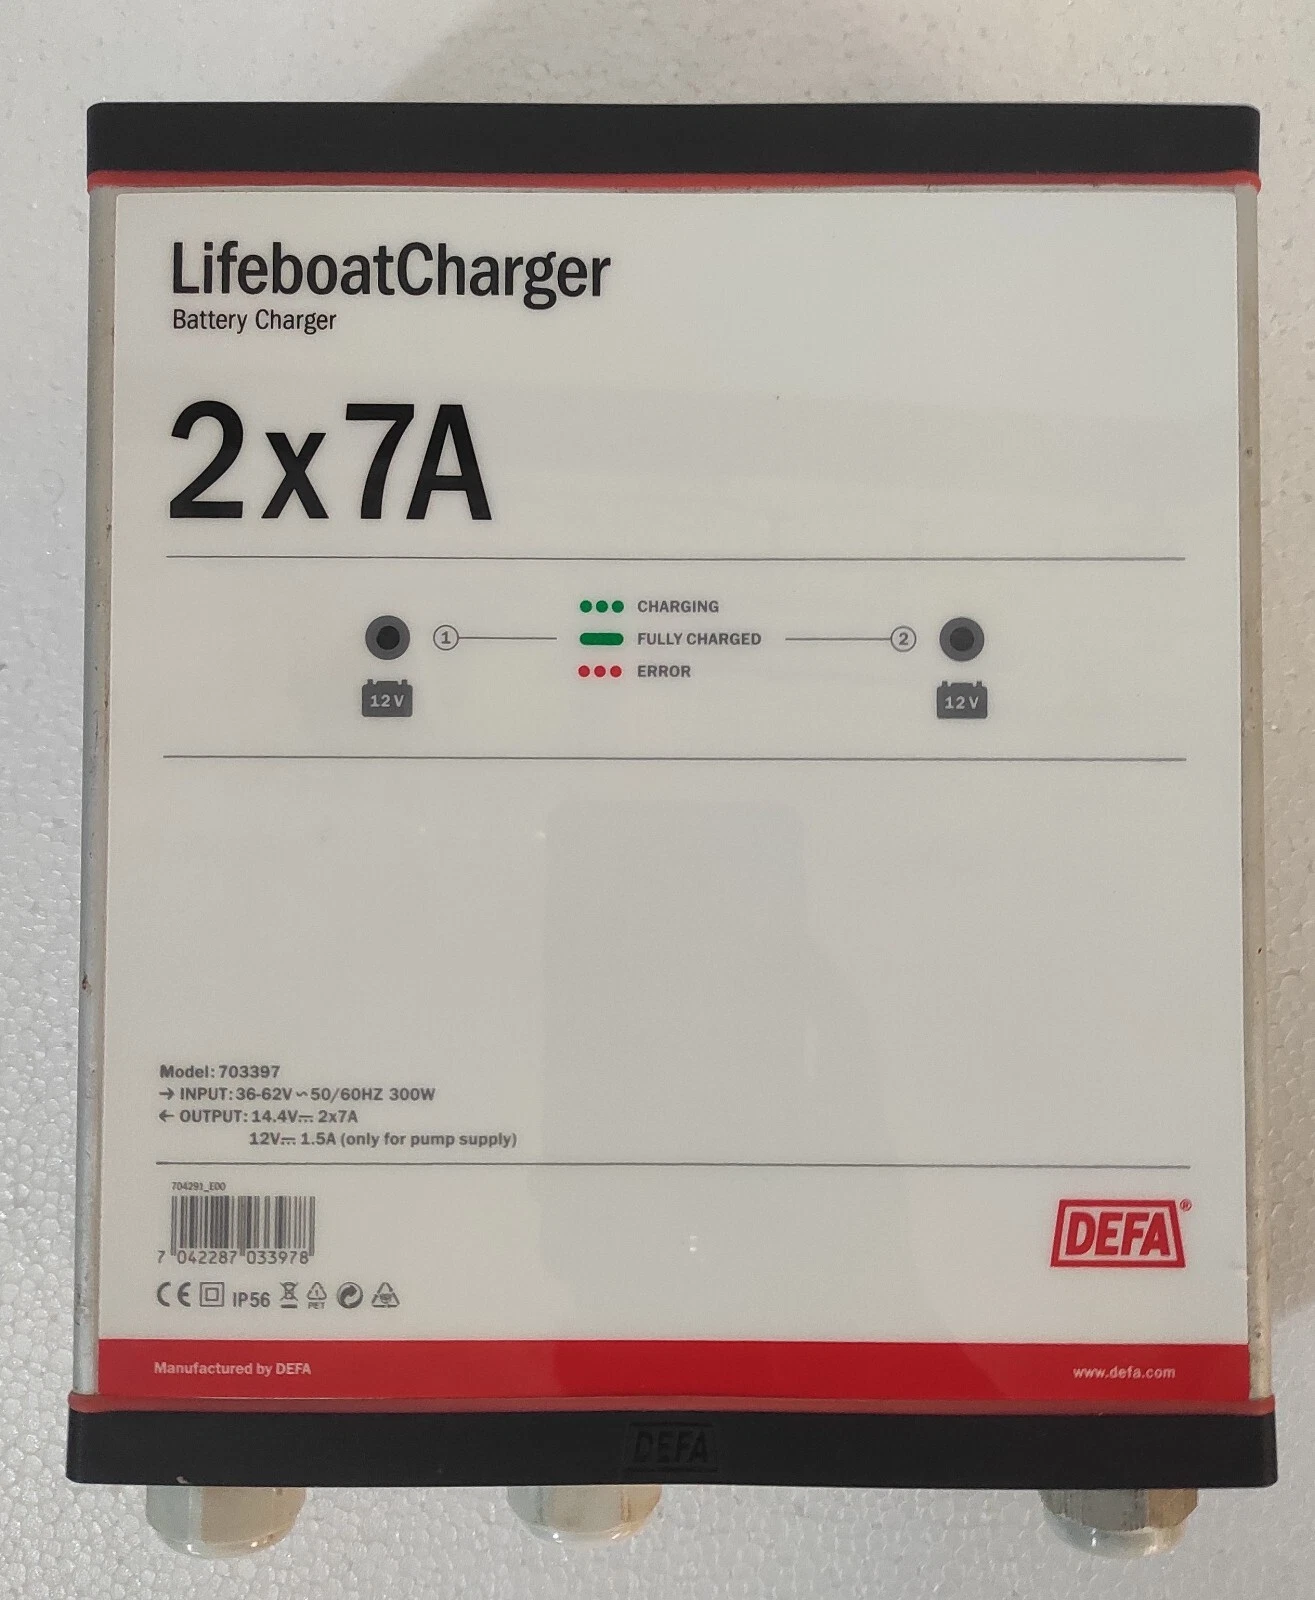 LifeboatCharger
Battery Charger
2x7A
CHARGING
1 FULLY CHARGED 2
ERROR
12V 12V
Model: 703397
→ INPUT: 36-62V ~ 50/60HZ 300W
← OUTPUT: 14.4V⎓ 2x7A
12V⎓ 1.5A (only for pump supply)
704291_E00
7 042287 033978
DEFA®
CE IP56 PET
Manufactured by DEFA www.defa.com
DEFA